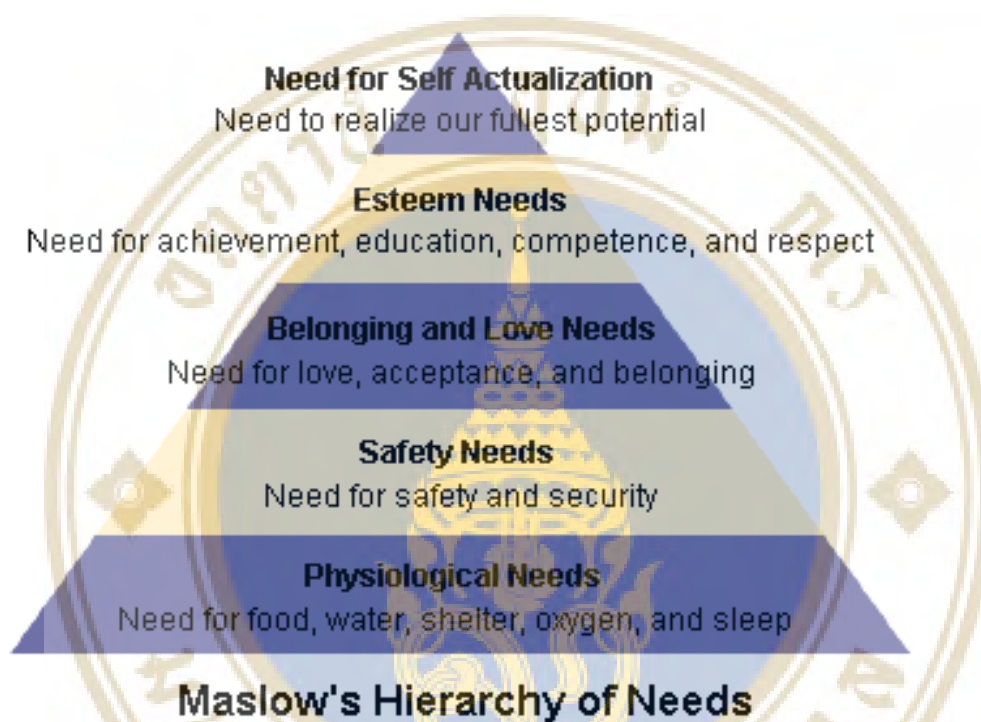 Need for Self Actualization
Need to realize our fullest potential
Esteem Needs
Need for achievement, education, competence, and respect
Belonging and Love Needs
Need for love, acceptance, and belonging
Safety Needs
Need for safety and security
Physiological Needs
Need for food, water, shelter, oxygen, and sleep
Maslow's Hierarchy of Needs